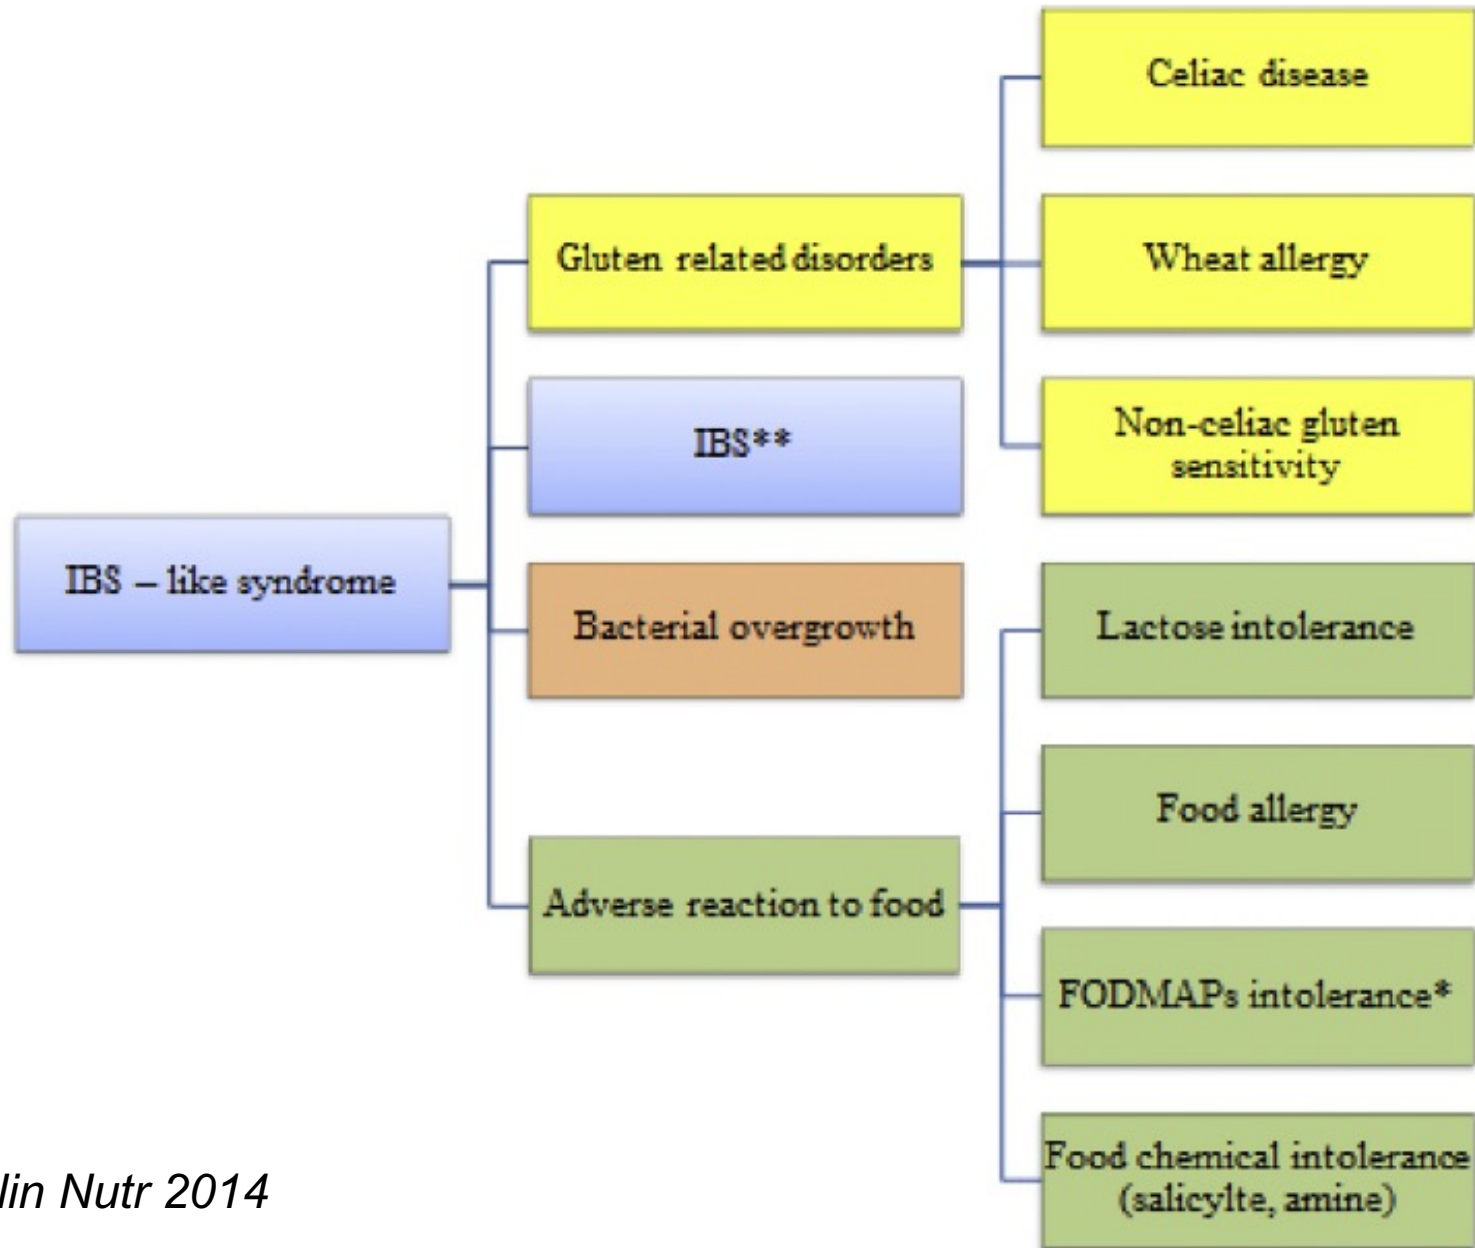 Celiac disease
Gluten related disorders
Wheat allergy
IBS**
Non-celiac gluten
sensitivity
IBS – like syndrome
Bacterial overgrowth
Lactose intolerance
Food allergy
Adverse reaction to food
FODMAPs intolerance*
Food chemical intolerance
(salicylte, amine)
lin Nutr 2014